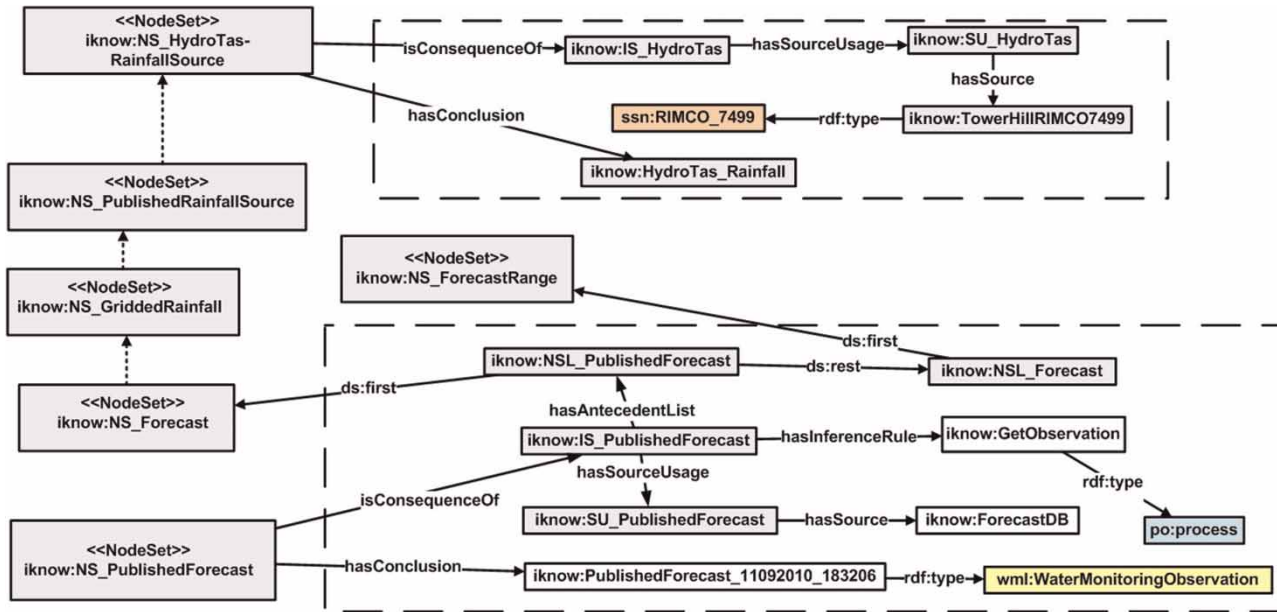 <<NodeSet>>
iknow:NS_HydroTas-
RainfallSource
isConsequenceOf
iknow:IS_HydroTas
hasSourceUsage
iknow:SU_HydroTas
hasSource
hasConclusion
ssn:RIMCO_7499
rdf:type
iknow:TowerHillRIMCO7499
iknow:HydroTas_Rainfall
<<NodeSet>>
iknow:NS_PublishedRainfallSource
<<NodeSet>>
iknow:NS_ForecastRange
<<NodeSet>>
iknow:NS_GriddedRainfall
ds:first
iknow:NSL_PublishedForecast
ds:rest
iknow:NSL_Forecast
ds:first
<<NodeSet>>
iknow:NS_Forecast
hasAntecedentList
iknow:IS_PublishedForecast
hasInferenceRule
iknow:GetObservation
hasSourceUsage
rdf:type
isConsequenceOf
iknow:SU_PublishedForecast
hasSource
iknow:ForecastDB
po:process
<<NodeSet>>
iknow:NS_PublishedForecast
hasConclusion
iknow:PublishedForecast_11092010_183206
rdf:type
wml:WaterMonitoringObservation